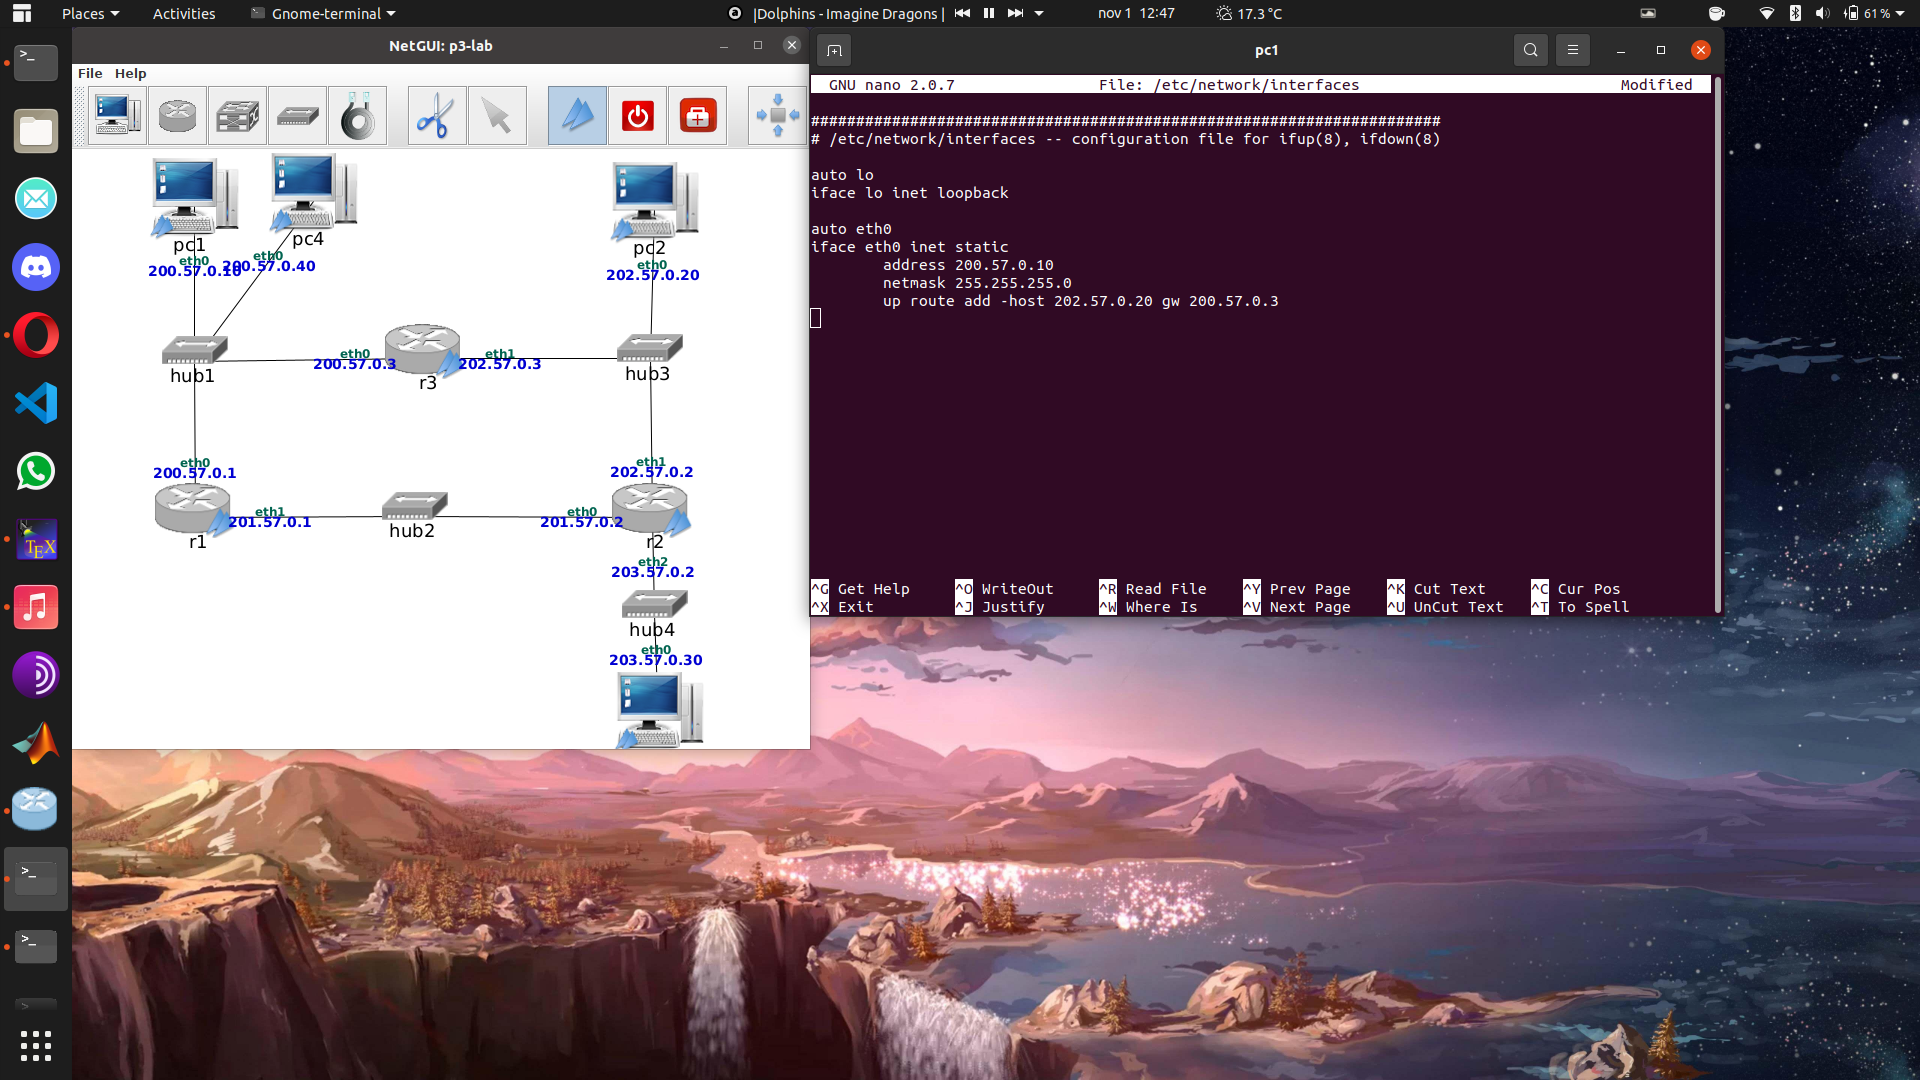 Places
Activities
Gnome-terminal
|Dolphins - Imagine Dragons |
nov 1 12:47
17.3 °C
61 %
NetGUI: p3-lab
File Help
pc1
eth0
200.57.0.10
pc4
eth0
200.57.0.40
pc2
eth0
202.57.0.20
hub1
eth0
200.57.0.3
r3
eth1
202.57.0.3
hub3
eth0
200.57.0.1
r1
eth1
201.57.0.1
hub2
eth0
201.57.0.2
eth1
202.57.0.2
r2
eth2
203.57.0.2
hub4
eth0
203.57.0.30
pc1
GNU nano 2.0.7 File: /etc/network/interfaces Modified
######################################################################
# /etc/network/interfaces -- configuration file for ifup(8), ifdown(8)
auto lo
iface lo inet loopback
auto eth0
iface eth0 inet static
address 200.57.0.10
netmask 255.255.255.0
up route add -host 202.57.0.20 gw 200.57.0.3
^G Get Help ^O WriteOut ^R Read File ^Y Prev Page ^K Cut Text ^C Cur Pos
^X Exit ^J Justify ^W Where Is ^V Next Page ^U UnCut Text ^T To Spell
TEX